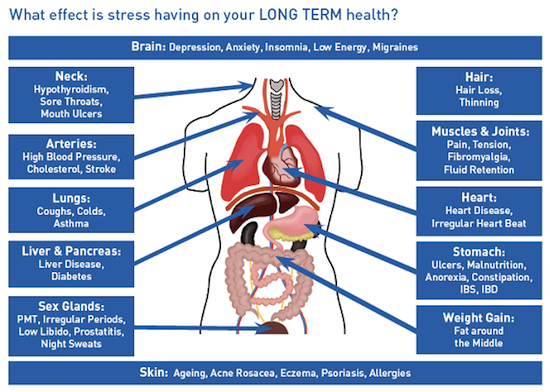 What effect is stress having on your LONG TERM health?
Brain: Depression, Anxiety, Insomnia, Low Energy, Migraines
Neck:
Hypothyroidism,
Sore Throats,
Mouth Ulcers
Arteries:
High Blood Pressure,
Cholesterol, Stroke
Lungs:
Coughs, Colds,
Asthma
Liver & Pancreas:
Liver Disease,
Diabetes
Sex Glands:
PMT, Irregular Periods,
Low Libido, Prostatitis,
Night Sweats
Hair:
Hair Loss,
Thinning
Muscles & Joints:
Pain, Tension,
Fibromyalgia,
Fluid Retention
Heart:
Heart Disease,
Irregular Heart Beat
Stomach:
Ulcers, Malnutrition,
Anorexia, Constipation,
IBS, IBD
Weight Gain:
Fat around
the Middle
Skin: Ageing, Acne Rosacea, Eczema, Psoriasis, Allergies